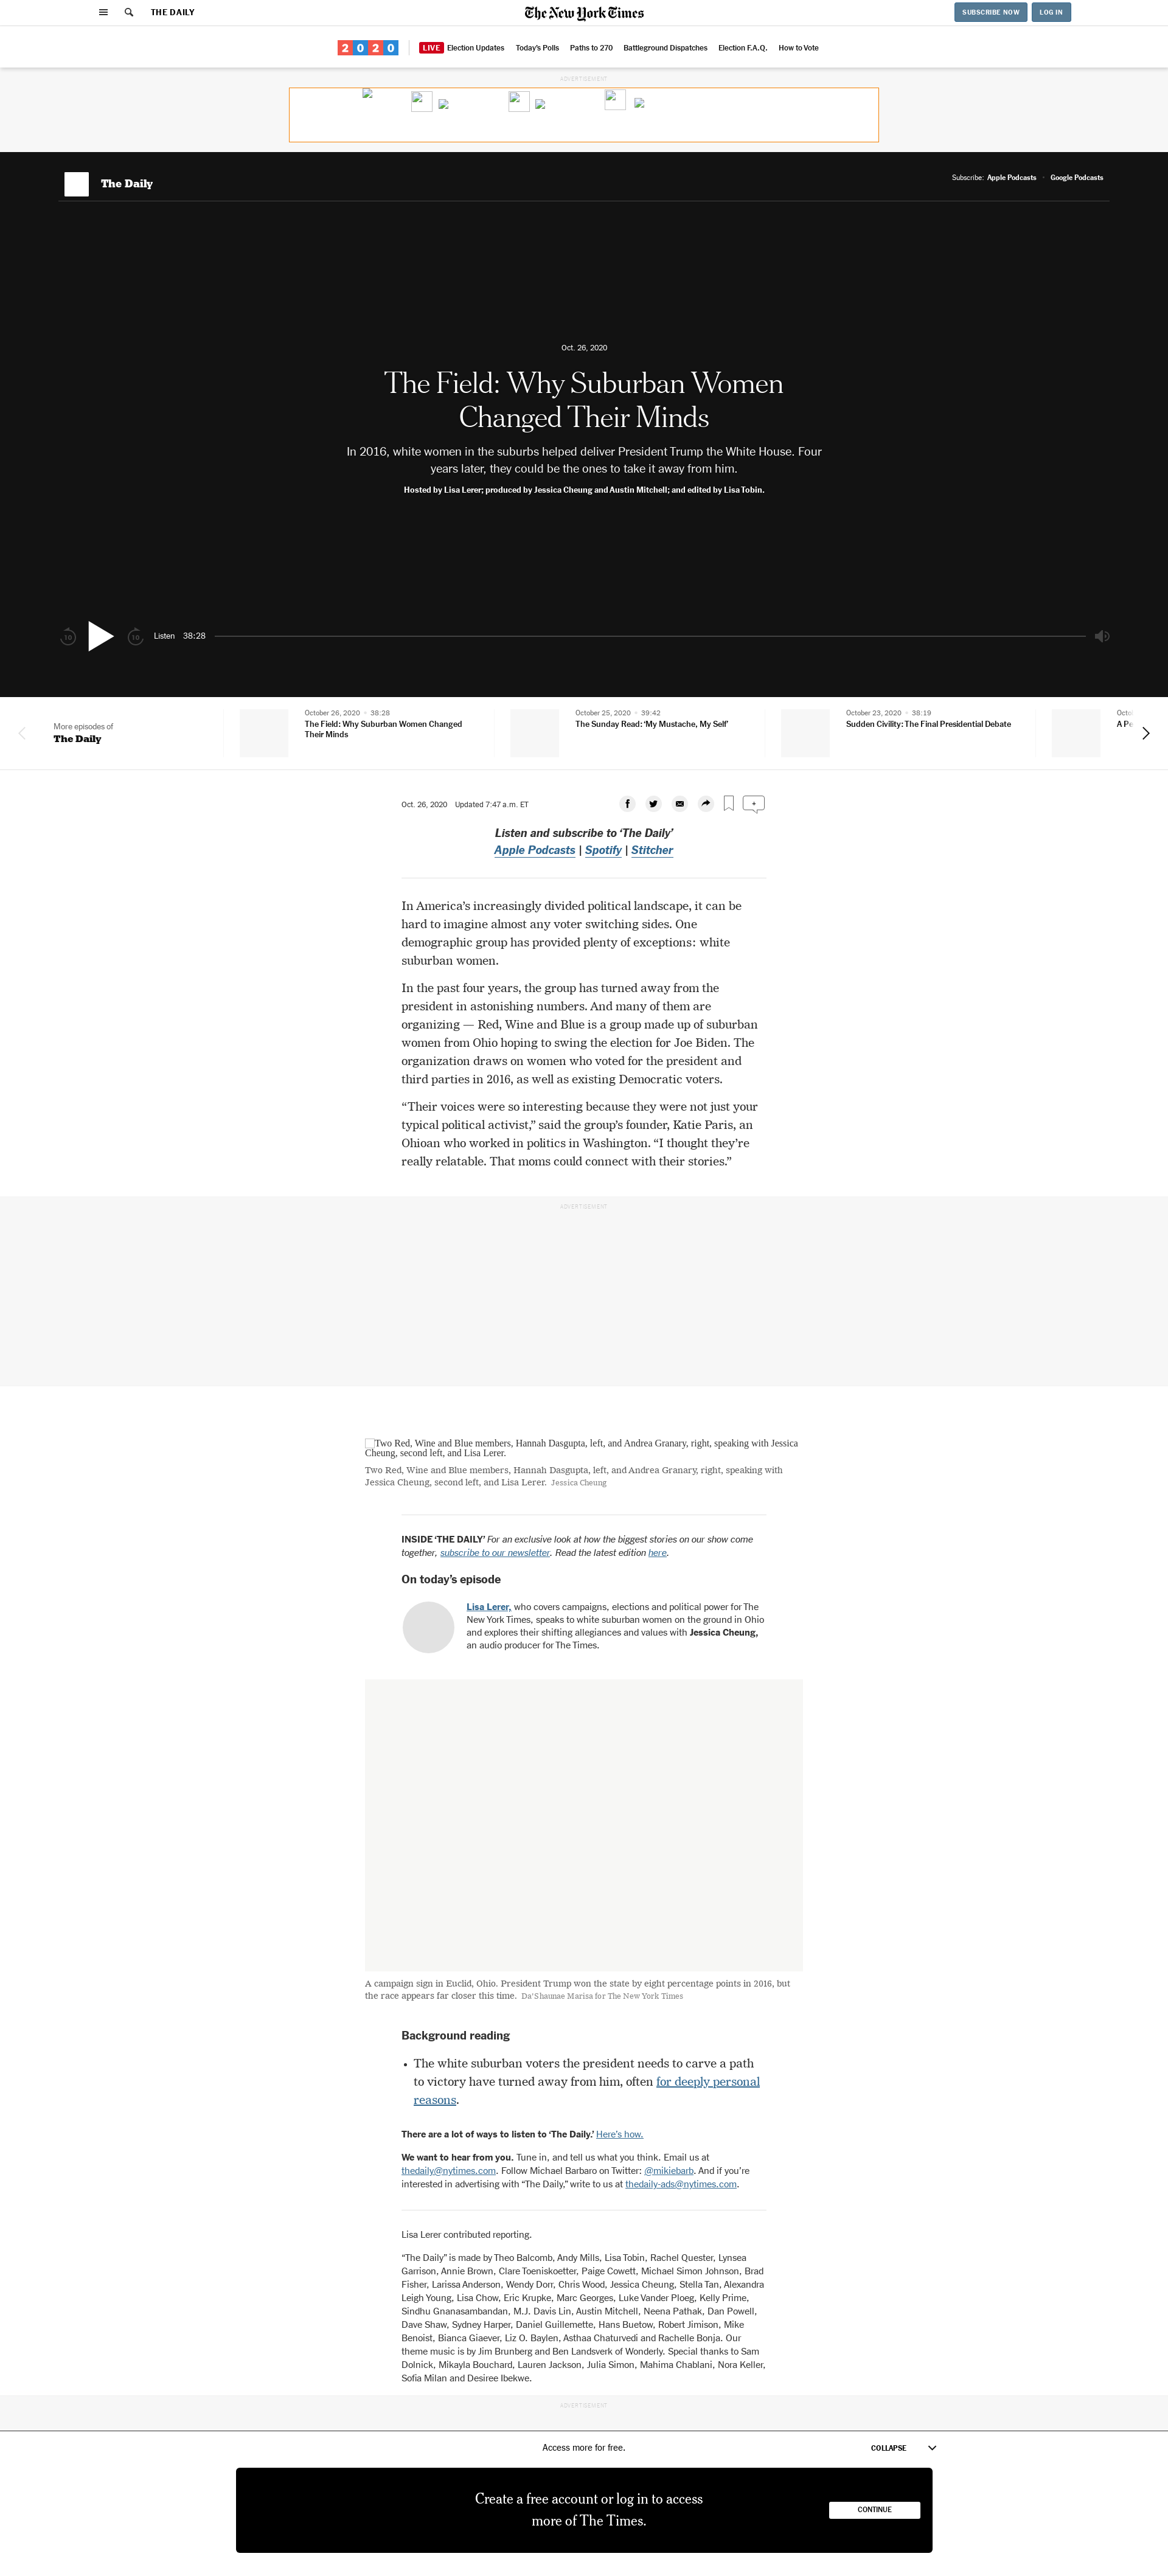 THE DAILY
The New York Times
SUBSCRIBE NOW
LOG IN
2020
LIVE Election Updates
Today's Polls
Paths to 270
Battleground Dispatches
Election F.A.Q.
How to Vote
ADVERTISEMENT
The Daily
Subscribe: Apple Podcasts • Google Podcasts
Oct. 26, 2020
The Field: Why Suburban Women
Changed Their Minds
In 2016, white women in the suburbs helped deliver President Trump the White House. Four
years later, they could be the ones to take it away from him.
Hosted by Lisa Lerer; produced by Jessica Cheung and Austin Mitchell; and edited by Lisa Tobin.
10
10
Listen 38:28
More episodes of
The Daily
October 26, 2020 • 38:28
The Field: Why Suburban Women Changed
Their Minds
October 25, 2020 • 39:42
The Sunday Read: ‘My Mustache, My Self’
October 23, 2020 • 38:19
Sudden Civility: The Final Presidential Debate
Oct. 26, 2020 Updated 7:47 a.m. ET
Listen and subscribe to ‘The Daily’
Apple Podcasts | Spotify | Stitcher
In America’s increasingly divided political landscape, it can be
hard to imagine almost any voter switching sides. One
demographic group has provided plenty of exceptions: white
suburban women.
In the past four years, the group has turned away from the
president in astonishing numbers. And many of them are
organizing — Red, Wine and Blue is a group made up of suburban
women from Ohio hoping to swing the election for Joe Biden. The
organization draws on women who voted for the president and
third parties in 2016, as well as existing Democratic voters.
“Their voices were so interesting because they were not just your
typical political activist,” said the group’s founder, Katie Paris, an
Ohioan who worked in politics in Washington. “I thought they’re
really relatable. That moms could connect with their stories.”
ADVERTISEMENT
Two Red, Wine and Blue members, Hannah Dasgupta, left, and Andrea Granary, right, speaking with Jessica
Cheung, second left, and Lisa Lerer.
Two Red, Wine and Blue members, Hannah Dasgupta, left, and Andrea Granary, right, speaking with
Jessica Cheung, second left, and Lisa Lerer. Jessica Cheung
INSIDE ‘THE DAILY’ For an exclusive look at how the biggest stories on our show come
together, subscribe to our newsletter. Read the latest edition here.
On today’s episode
Lisa Lerer, who covers campaigns, elections and political power for The
New York Times, speaks to white suburban women on the ground in Ohio
and explores their shifting allegiances and values with Jessica Cheung,
an audio producer for The Times.
A campaign sign in Euclid, Ohio. President Trump won the state by eight percentage points in 2016, but
the race appears far closer this time. Da’Shaunae Marisa for The New York Times
Background reading
• The white suburban voters the president needs to carve a path
to victory have turned away from him, often for deeply personal
reasons.
There are a lot of ways to listen to ‘The Daily.’ Here’s how.
We want to hear from you. Tune in, and tell us what you think. Email us at
thedaily@nytimes.com. Follow Michael Barbaro on Twitter: @mikiebarb. And if you’re
interested in advertising with “The Daily,” write to us at thedaily-ads@nytimes.com.
Lisa Lerer contributed reporting.
“The Daily” is made by Theo Balcomb, Andy Mills, Lisa Tobin, Rachel Quester, Lynsea
Garrison, Annie Brown, Clare Toeniskoetter, Paige Cowett, Michael Simon Johnson, Brad
Fisher, Larissa Anderson, Wendy Dorr, Chris Wood, Jessica Cheung, Stella Tan, Alexandra
Leigh Young, Lisa Chow, Eric Krupke, Marc Georges, Luke Vander Ploeg, Kelly Prime,
Sindhu Gnanasambandan, M.J. Davis Lin, Austin Mitchell, Neena Pathak, Dan Powell,
Dave Shaw, Sydney Harper, Daniel Guillemette, Hans Buetow, Robert Jimison, Mike
Benoist, Bianca Giaever, Liz O. Baylen, Asthaa Chaturvedi and Rachelle Bonja. Our
theme music is by Jim Brunberg and Ben Landsverk of Wonderly. Special thanks to Sam
Dolnick, Mikayla Bouchard, Lauren Jackson, Julia Simon, Mahima Chablani, Nora Keller,
Sofia Milan and Desiree Ibekwe.
ADVERTISEMENT
Access more for free.
COLLAPSE
Create a free account or log in to access
more of The Times.
CONTINUE